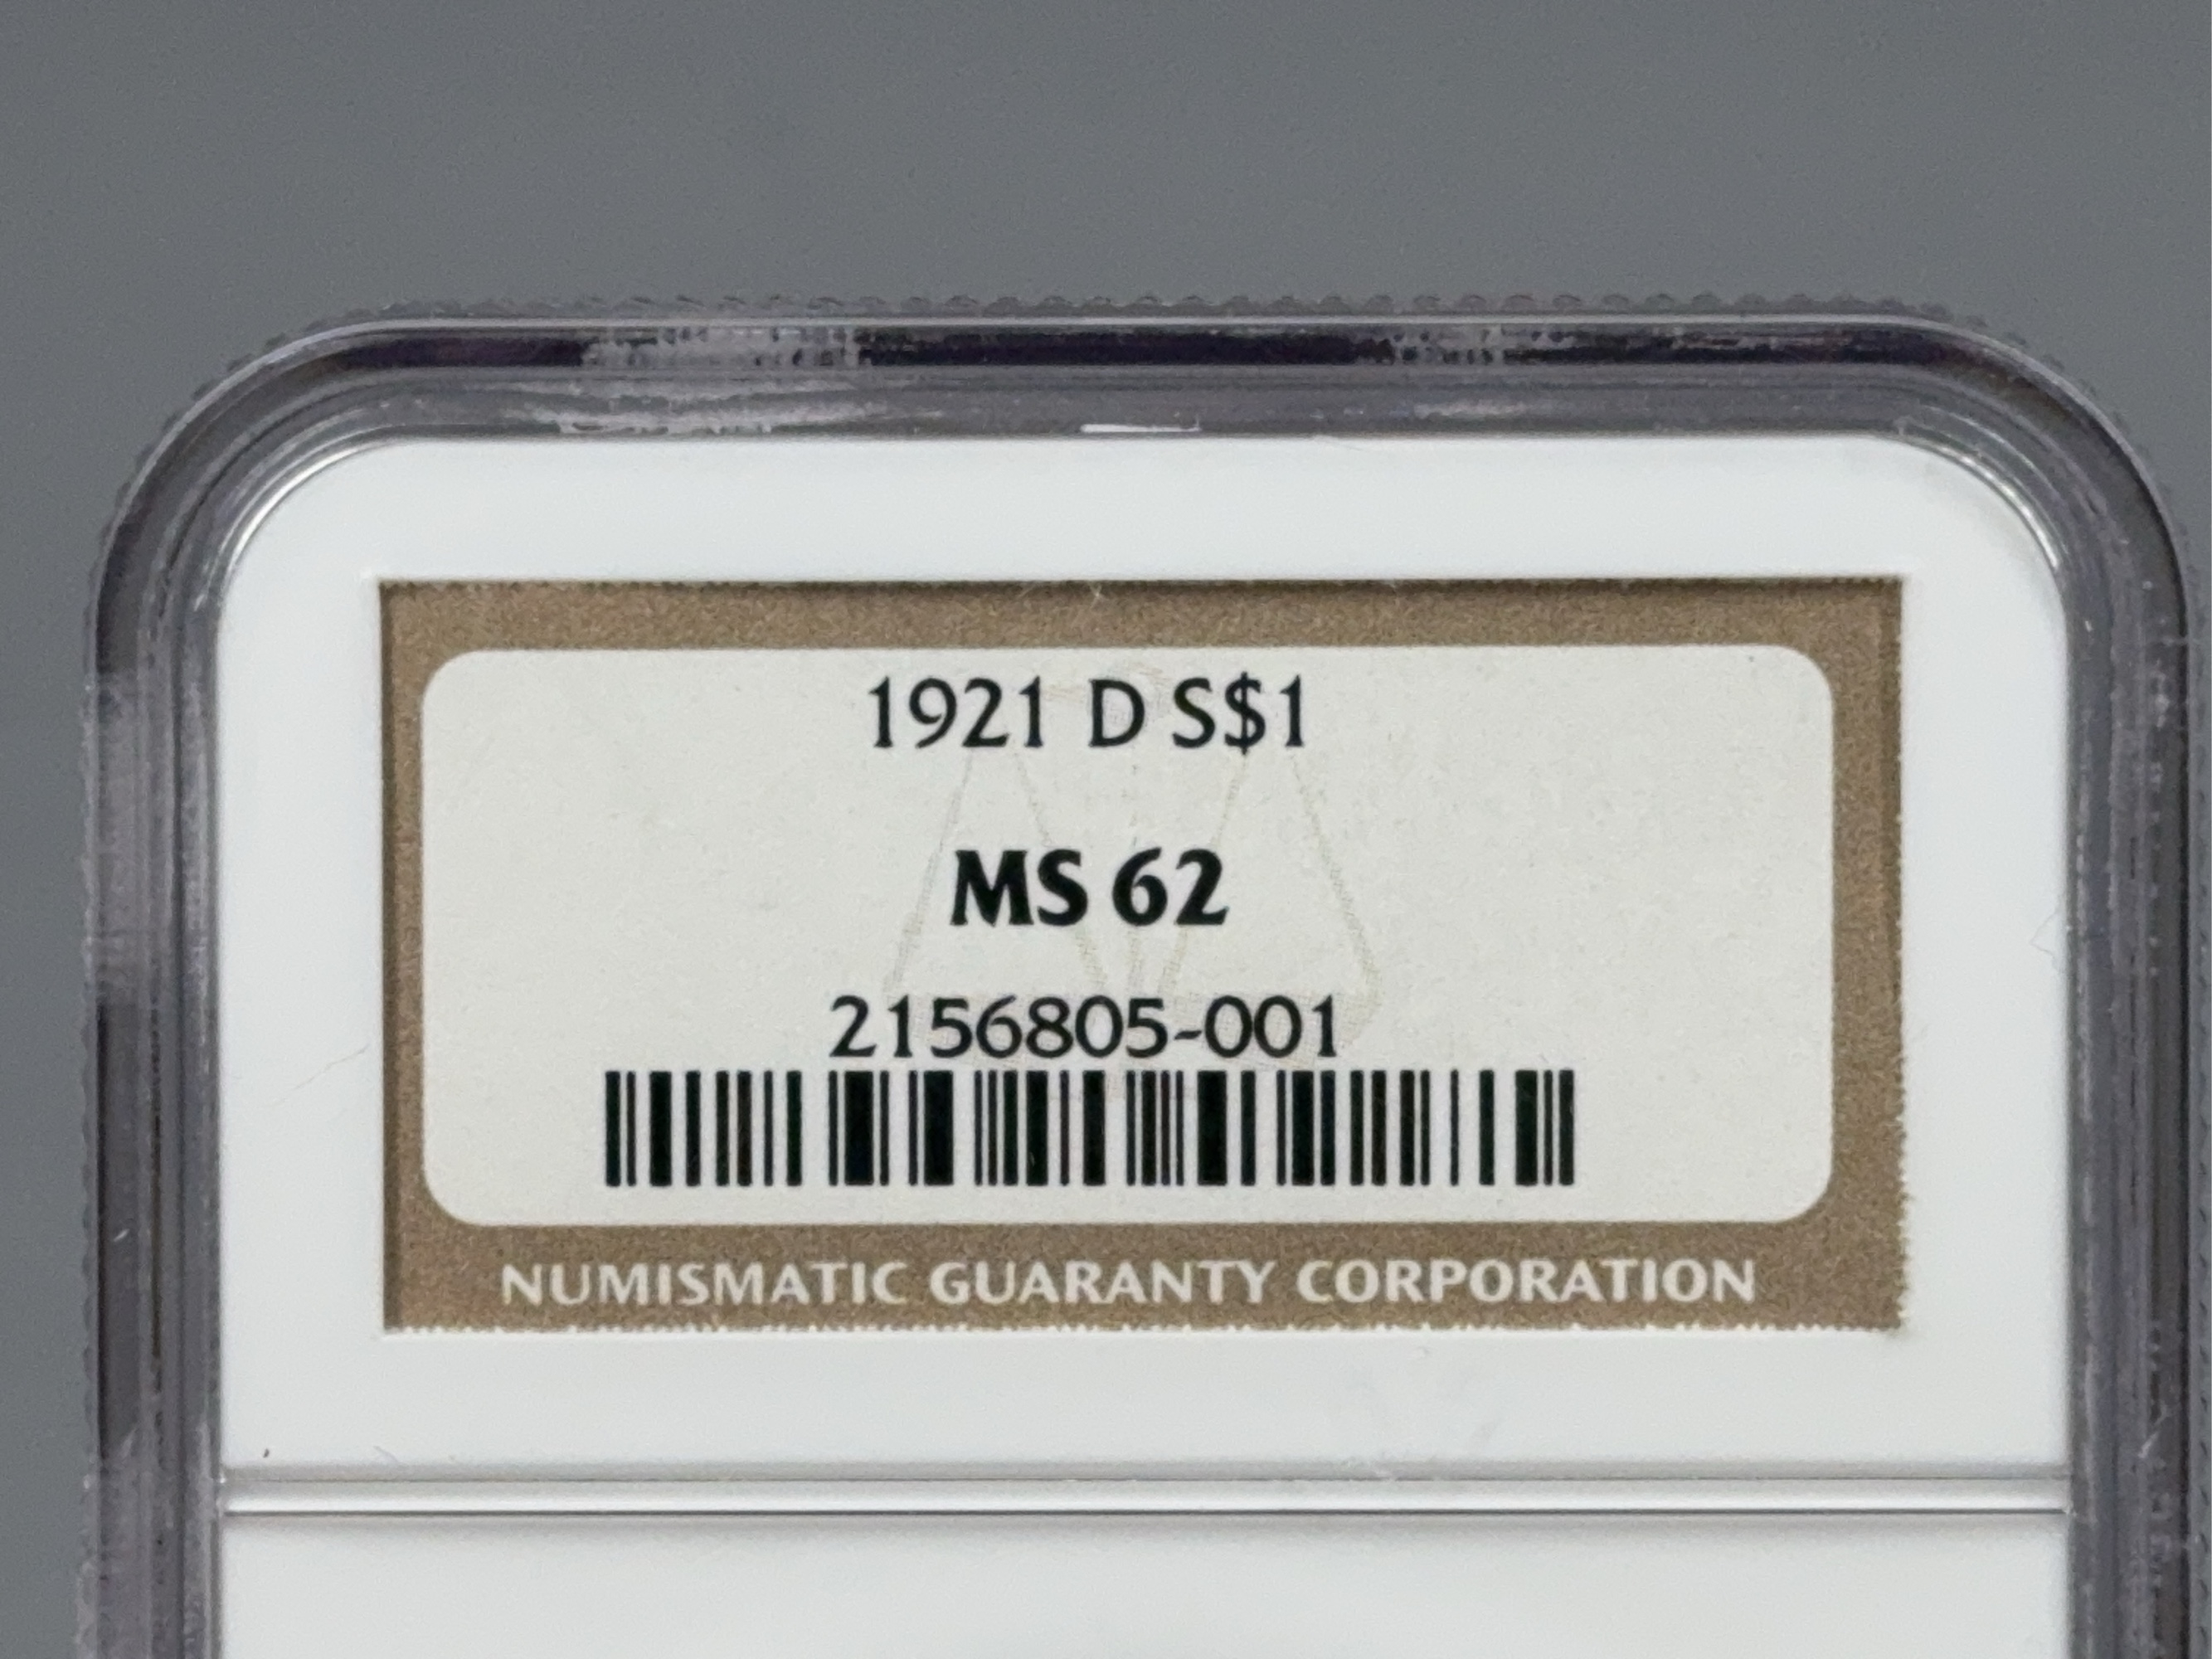 1921 D S$1
MS 62
2156805-001
NUMISMATIC GUARANTY CORPORATION